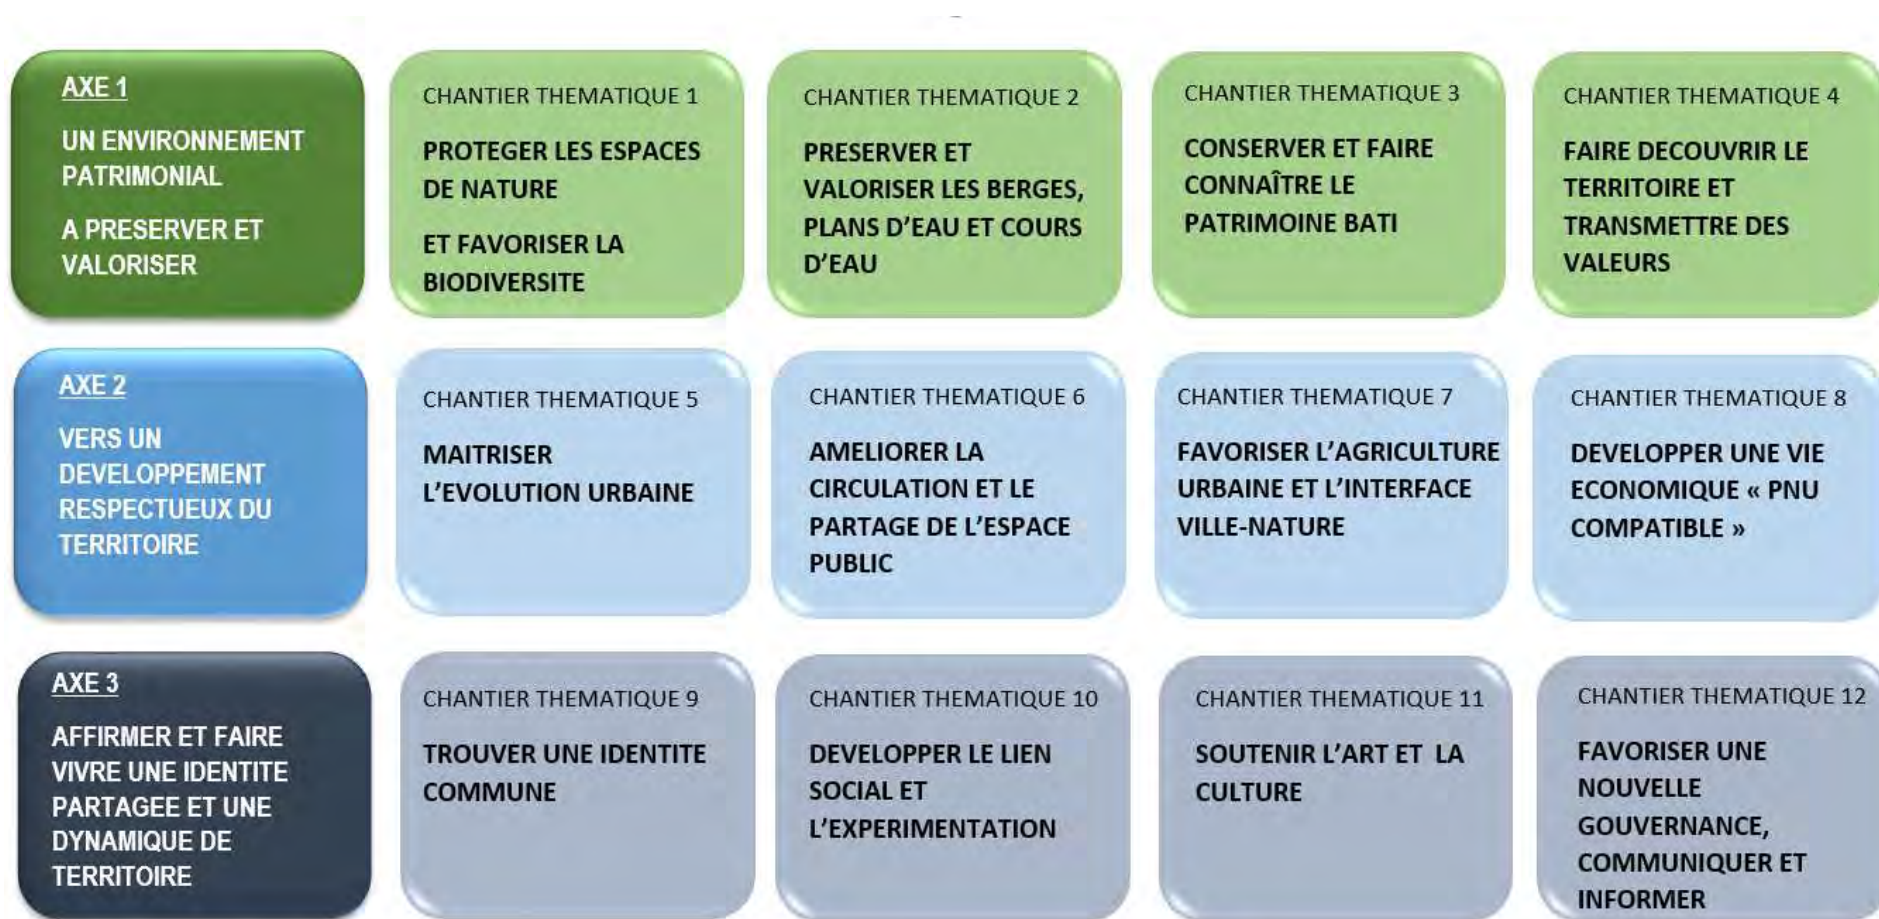 AXE 1
UN ENVIRONNEMENT
PATRIMONIAL
A PRESERVER ET
VALORISER
CHANTIER THEMATIQUE 1
PROTEGER LES ESPACES
DE NATURE
ET FAVORISER LA
BIODIVERSITE
CHANTIER THEMATIQUE 2
PRESERVER ET
VALORISER LES BERGES,
PLANS D'EAU ET COURS
D'EAU
CHANTIER THEMATIQUE 3
CONSERVER ET FAIRE
CONNAÎTRE LE
PATRIMOINE BATI
CHANTIER THEMATIQUE 4
FAIRE DECOUVRIR LE
TERRITOIRE ET
TRANSMETTRE DES
VALEURS
AXE 2
VERS UN
DEVELOPPEMENT
RESPECTUEUX DU
TERRITOIRE
CHANTIER THEMATIQUE 5
MAITRISER
L'EVOLUTION URBAINE
CHANTIER THEMATIQUE 6
AMELIORER LA
CIRCULATION ET LE
PARTAGE DE L'ESPACE
PUBLIC
CHANTIER THEMATIQUE 7
FAVORISER L'AGRICULTURE
URBAINE ET L'INTERFACE
VILLE-NATURE
CHANTIER THEMATIQUE 8
DEVELOPPER UNE VIE
ECONOMIQUE « PNU
COMPATIBLE »
AXE 3
AFFIRMER ET FAIRE
VIVRE UNE IDENTITE
PARTAGEE ET UNE
DYNAMIQUE DE
TERRITOIRE
CHANTIER THEMATIQUE 9
TROUVER UNE IDENTITE
COMMUNE
CHANTIER THEMATIQUE 10
DEVELOPPER LE LIEN
SOCIAL ET
L'EXPERIMENTATION
CHANTIER THEMATIQUE 11
SOUTENIR L'ART ET LA
CULTURE
CHANTIER THEMATIQUE 12
FAVORISER UNE
NOUVELLE
GOUVERNANCE,
COMMUNIQUER ET
INFORMER